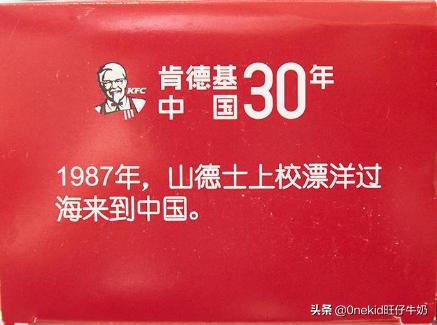 KFC
肯德基
中国30年
1987年，山德士上校漂洋过
海来到中国。
头条 @0nekid旺仔牛奶